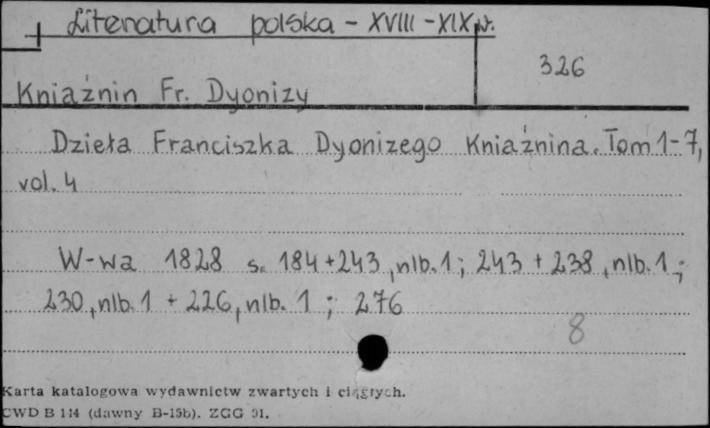 Literatura polska - XVIII - XIX w.
326
Kniaźnin Fr. Dyonizy
Dzieła Franciszka Dyonizego Kniaźnina. Tom 1-7,
vol. 4
W-wa 1828 s. 184+243, nlb. 1; 243 + 238, nlb. 1;
230, nlb. 1 + 226, nlb. 1; 276
8
Karta katalogowa wydawnictw zwartych i ciągłych.
CWD B 144 (dawny B-15b). ZGG 91.